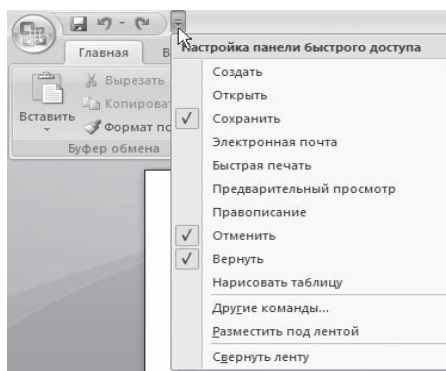 Настройка панели быстрого доступа
Главная
В
Создать
Вырезать
Открыть
Копироват
Вставить
Сохранить
Формат по
Электронная почта
Буфер обмена
Быстрая печать
Предварительный просмотр
Правописание
Отменить
Вернуть
Нарисовать таблицу
Другие команды...
Разместить под лентой
Свернуть ленту